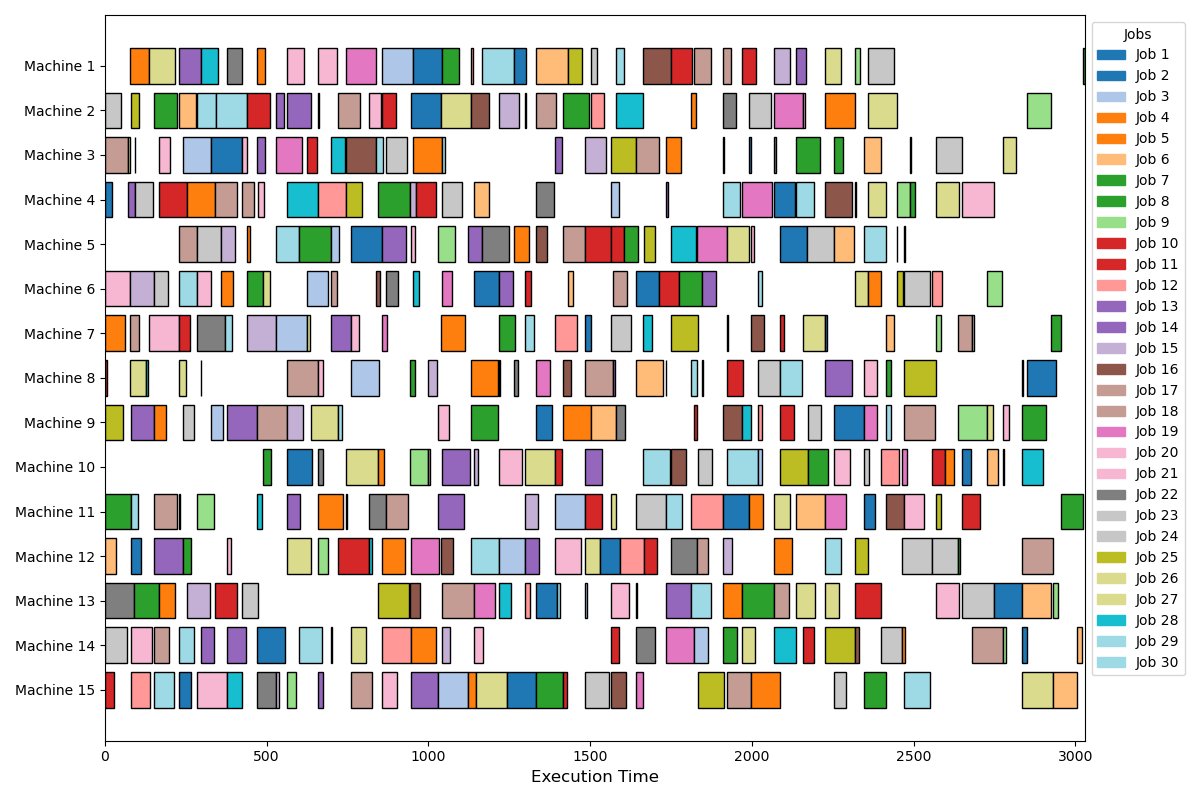 Machine 1
Machine 2
Machine 3
Machine 4
Machine 5
Machine 6
Machine 7
Machine 8
Machine 9
Machine 10
Machine 11
Machine 12
Machine 13
Machine 14
Machine 15
0 500 1000 1500 2000 2500 3000
Execution Time
Jobs
Job 1
Job 2
Job 3
Job 4
Job 5
Job 6
Job 7
Job 8
Job 9
Job 10
Job 11
Job 12
Job 13
Job 14
Job 15
Job 16
Job 17
Job 18
Job 19
Job 20
Job 21
Job 22
Job 23
Job 24
Job 25
Job 26
Job 27
Job 28
Job 29
Job 30